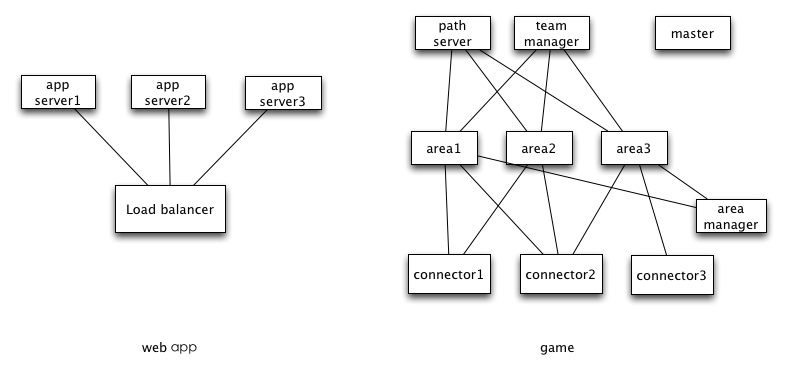 path
server
team
manager
master
app
server1
app
server2
app
server3
area1
area2
area3
Load balancer
area
manager
connector1
connector2
connector3
web app
game